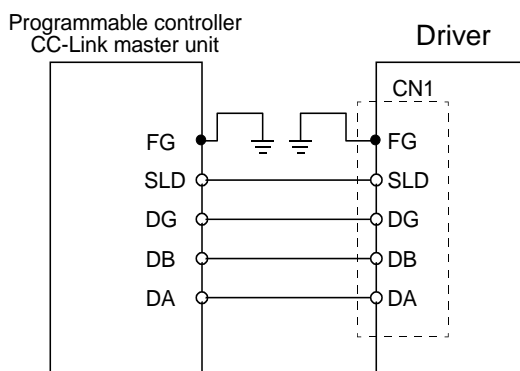 Programmable controller
CC-Link master unit
Driver
CN1
FG FG
SLD SLD
DG DG
DB DB
DA DA